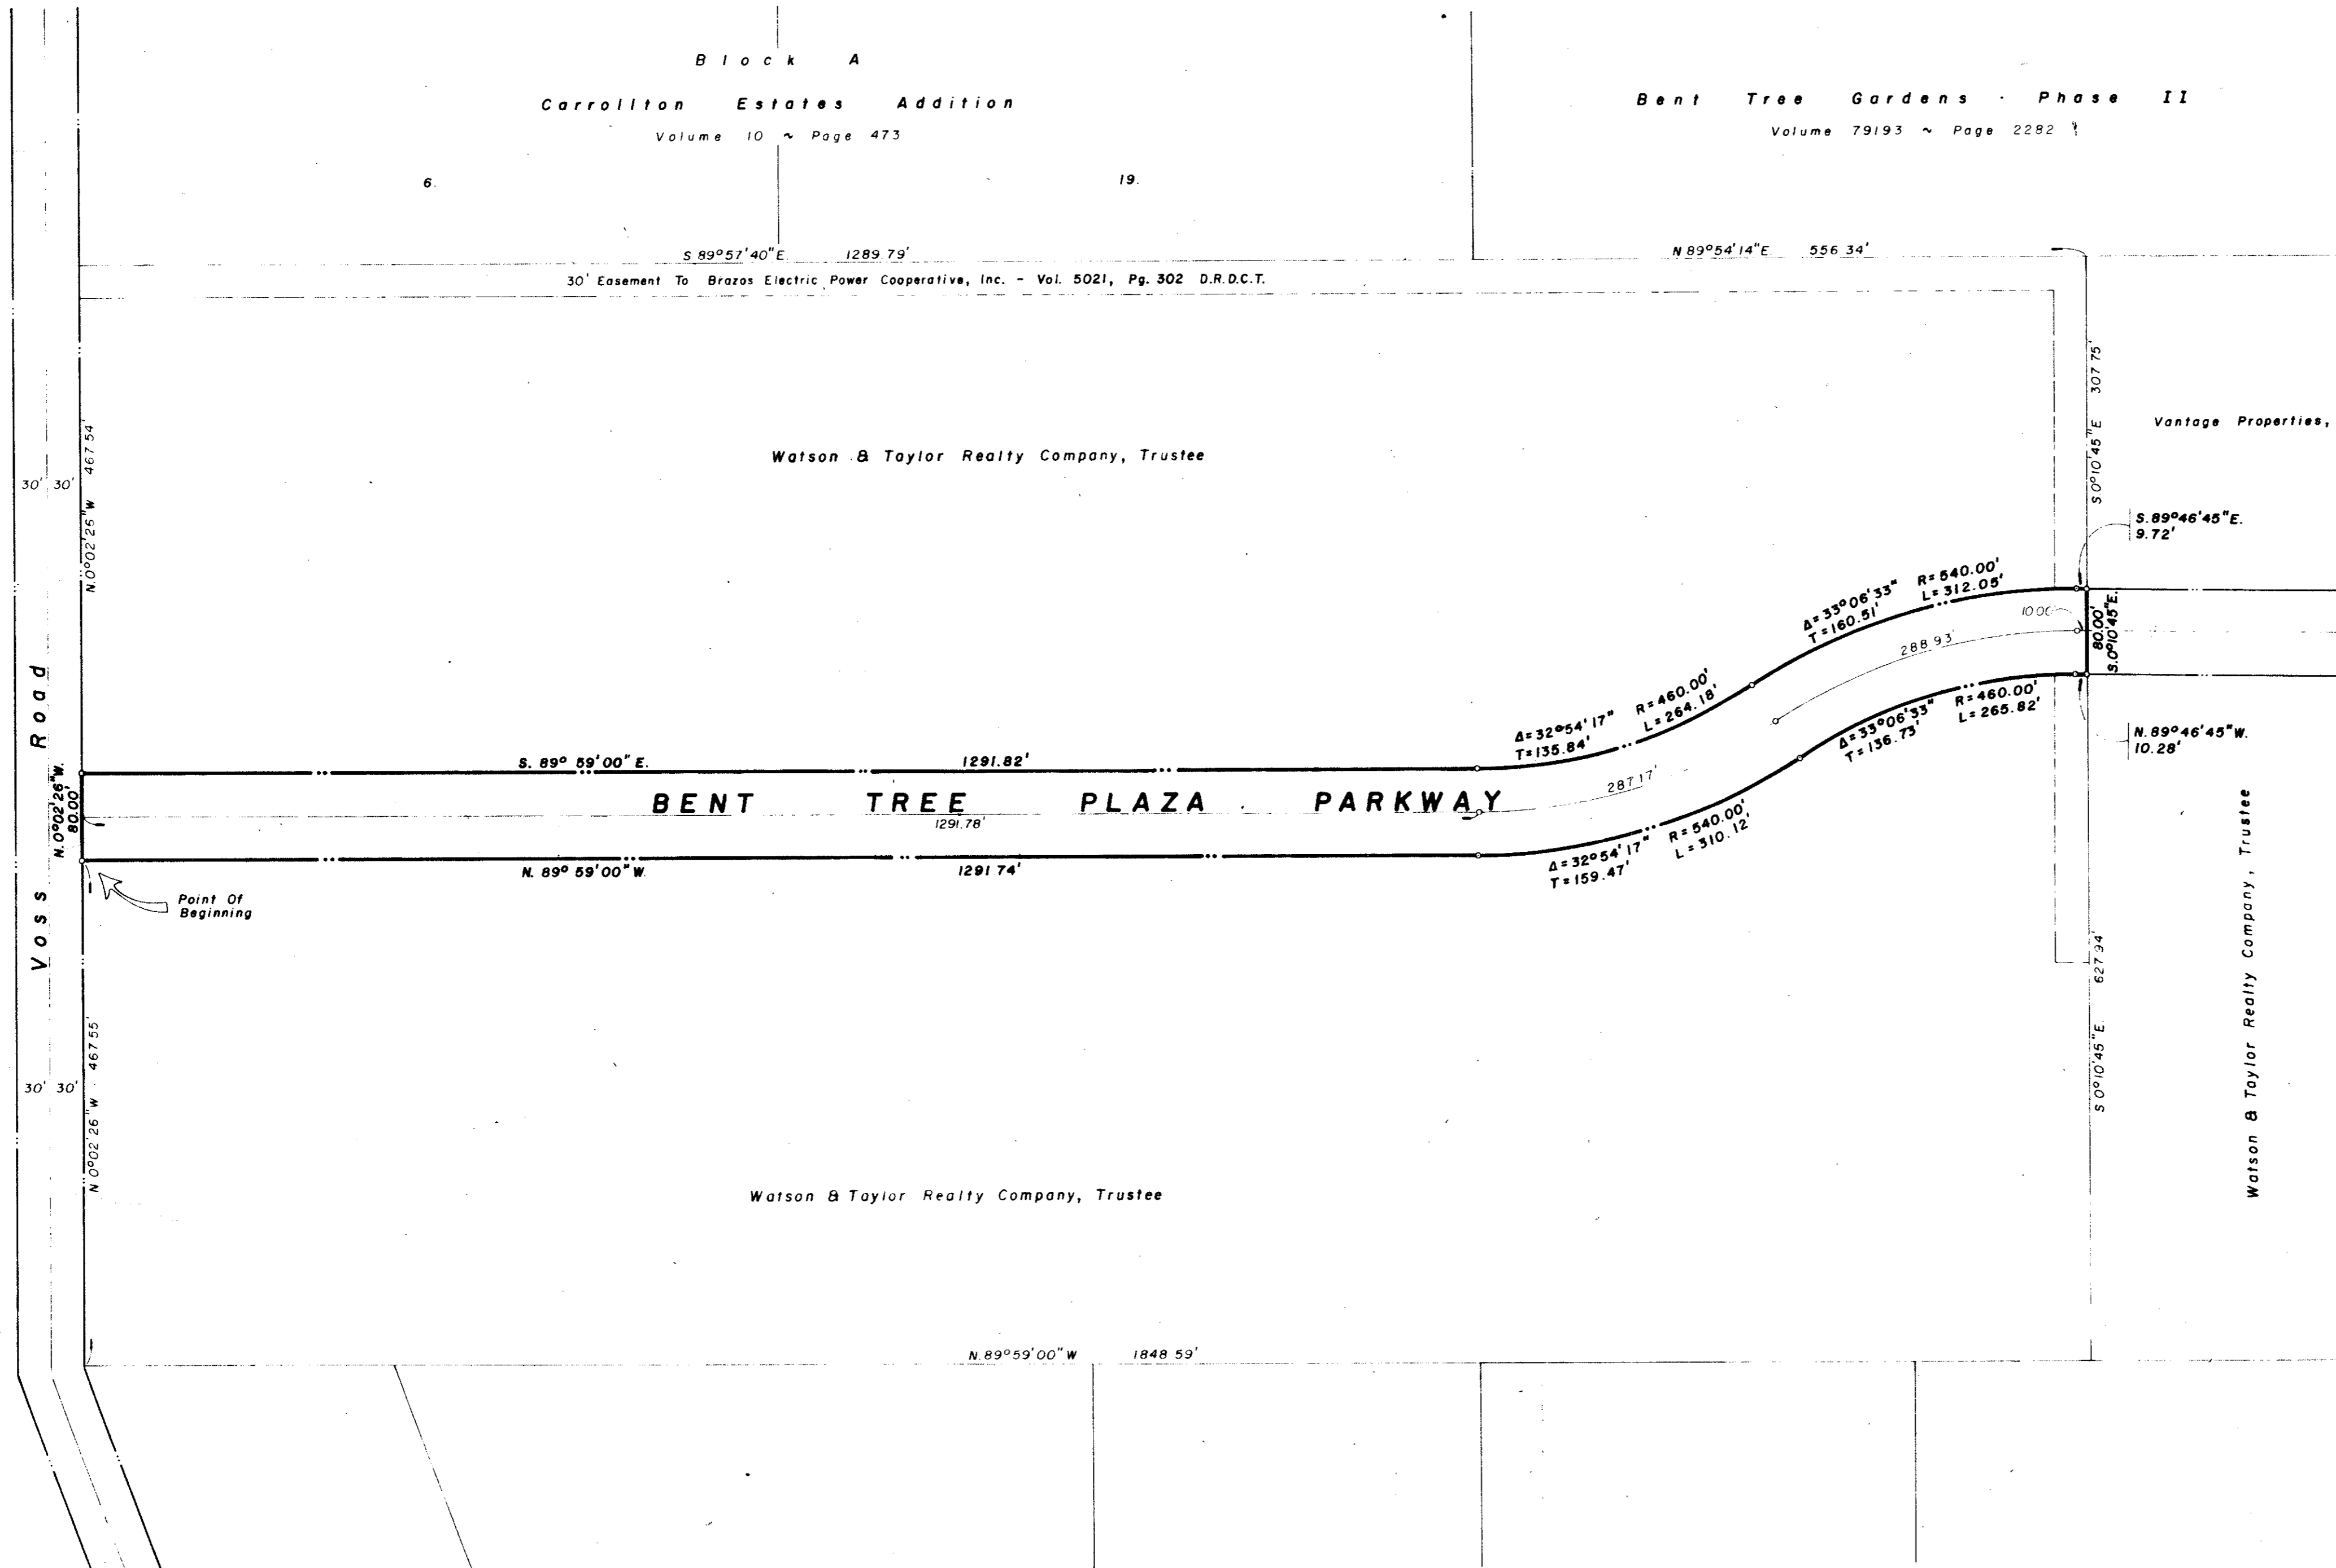 Block A
Carrollton Estates Addition
Volume 10 ~ Page 473
6.
19.
Bent Tree Gardens · Phase II
Volume 79193 ~ Page 2282
S 89°57'40"E. 1289.79'
N 89°54'14"E 556.34'
30' Easement To Brazos Electric Power Cooperative, Inc. - Vol. 5021, Pg. 302 D.R.D.C.T.
S 0°10'45"E 307.75'
Vantage Properties,
N.0°02'26"W 467.54'
30' 30'
Watson & Taylor Realty Company, Trustee
S.89°46'45"E.
9.72'
Δ=33°06'33" R=540.00'
T=160.51' L=312.05'
10.00'
80.00'
S.0°10'45"E.
288.93'
Δ=32°54'17" R=460.00'
T=135.84' L=264.18'
Δ=33°06'33" R=460.00'
T=136.73' L=265.82'
N.89°46'45"W.
10.28'
Voss Road
N.0°02'26"W.
80.00'
S. 89° 59'00" E. 1291.82'
BENT TREE PLAZA PARKWAY
287.17'
1291.78'
N. 89° 59'00" W. 1291.74'
Δ=32°54'17" R=540.00'
T=159.47' L=310.12'
Point Of
Beginning
S 0°10'45"E. 627.94'
Watson & Taylor Realty Company, Trustee
N 0°02'26"W 467.55'
30' 30'
Watson & Taylor Realty Company, Trustee
N.89°59'00"W 1848.59'